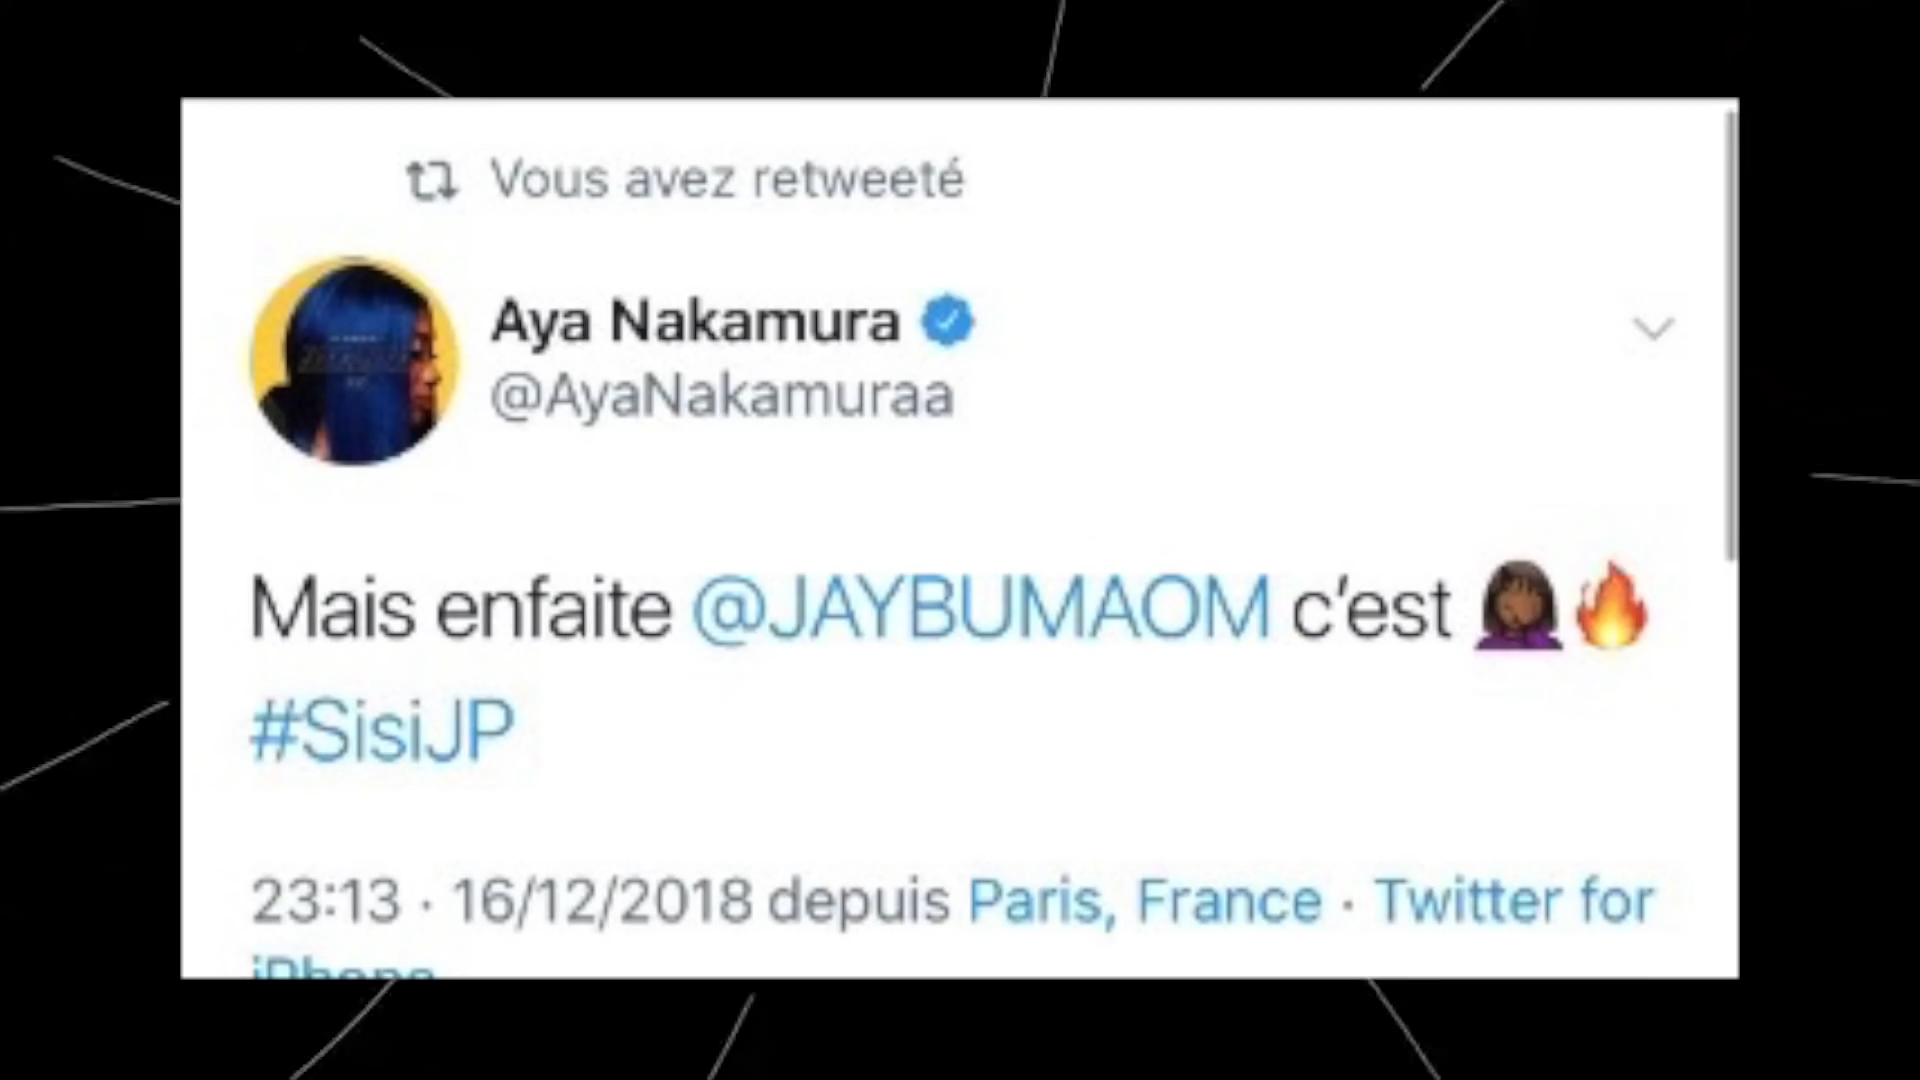 Vous avez retweeté
Aya Nakamura
@AyaNakamuraa
Mais enfaite @JAYBUMAOM c'est 🤦🏾‍♀️🔥
#SisiJP
23:13 · 16/12/2018 depuis Paris, France · Twitter for
iPhone